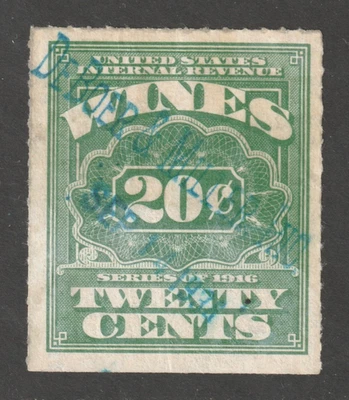 UNITED STATES
INTERNAL REVENUE
WINES
20¢
SERIES OF 1916
TWENTY
CENTS